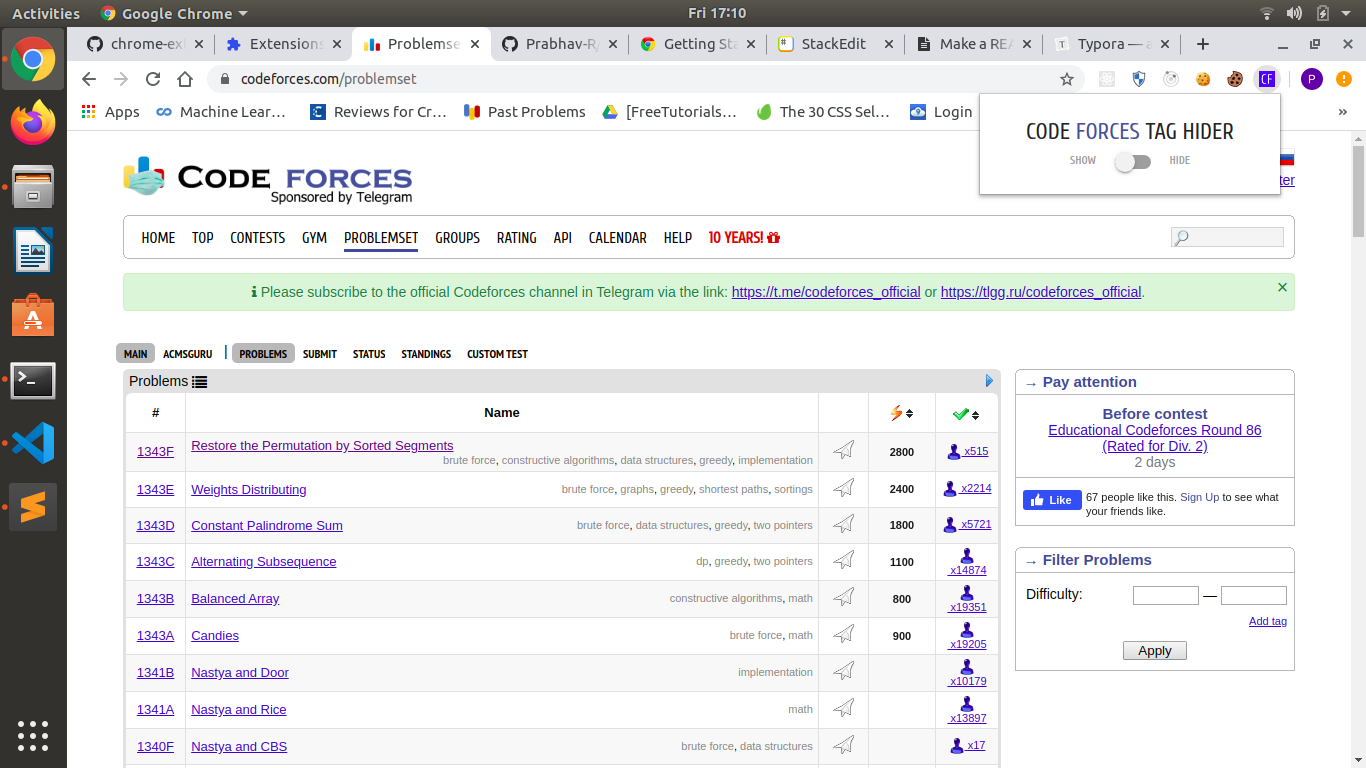 Activities Google Chrome Fri 17:10
chrome-ex Extensions Problemse Prabhav-R Getting Sta StackEdit Make a REA Typora — a
codeforces.com/problemset CF P
Apps Machine Lear… Reviews for Cr… Past Problems [FreeTutorials… The 30 CSS Sel… Login »
CODE FORCES TAG HIDER
SHOW HIDE
CODE FORCES
Sponsored by Telegram
ter
HOME TOP CONTESTS GYM PROBLEMSET GROUPS RATING API CALENDAR HELP 10 YEARS!
Please subscribe to the official Codeforces channel in Telegram via the link: https://t.me/codeforces_official or https://tlgg.ru/codeforces_official.
MAIN ACMSGURU | PROBLEMS SUBMIT STATUS STANDINGS CUSTOM TEST
Problems
# Name
1343F Restore the Permutation by Sorted Segments 2800 x515
brute force, constructive algorithms, data structures, greedy, implementation
1343E Weights Distributing brute force, graphs, greedy, shortest paths, sortings 2400 x2214
1343D Constant Palindrome Sum brute force, data structures, greedy, two pointers 1800 x5721
1343C Alternating Subsequence dp, greedy, two pointers 1100 x14874
1343B Balanced Array constructive algorithms, math 800 x19351
1343A Candies brute force, math 900 x19205
1341B Nastya and Door implementation x10179
1341A Nastya and Rice math x13897
1340F Nastya and CBS brute force, data structures x17
→ Pay attention
Before contest
Educational Codeforces Round 86
(Rated for Div. 2)
2 days
Like 67 people like this. Sign Up to see what
your friends like.
→ Filter Problems
Difficulty: —
Add tag
Apply